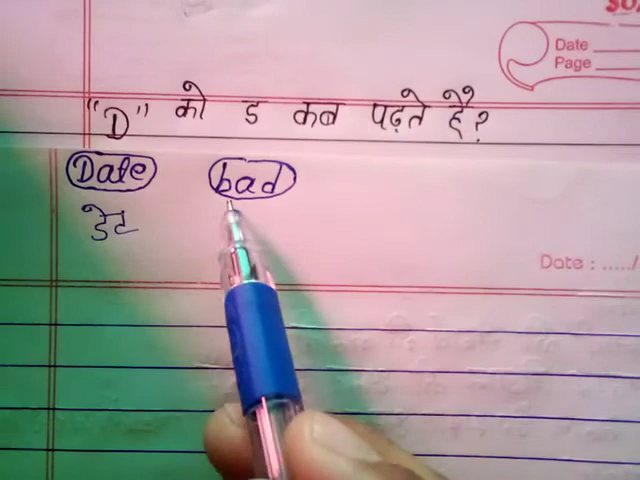 Date
Page
"D" को ड कब पढ़ते है?
Date bad
डेट
Date : ...../